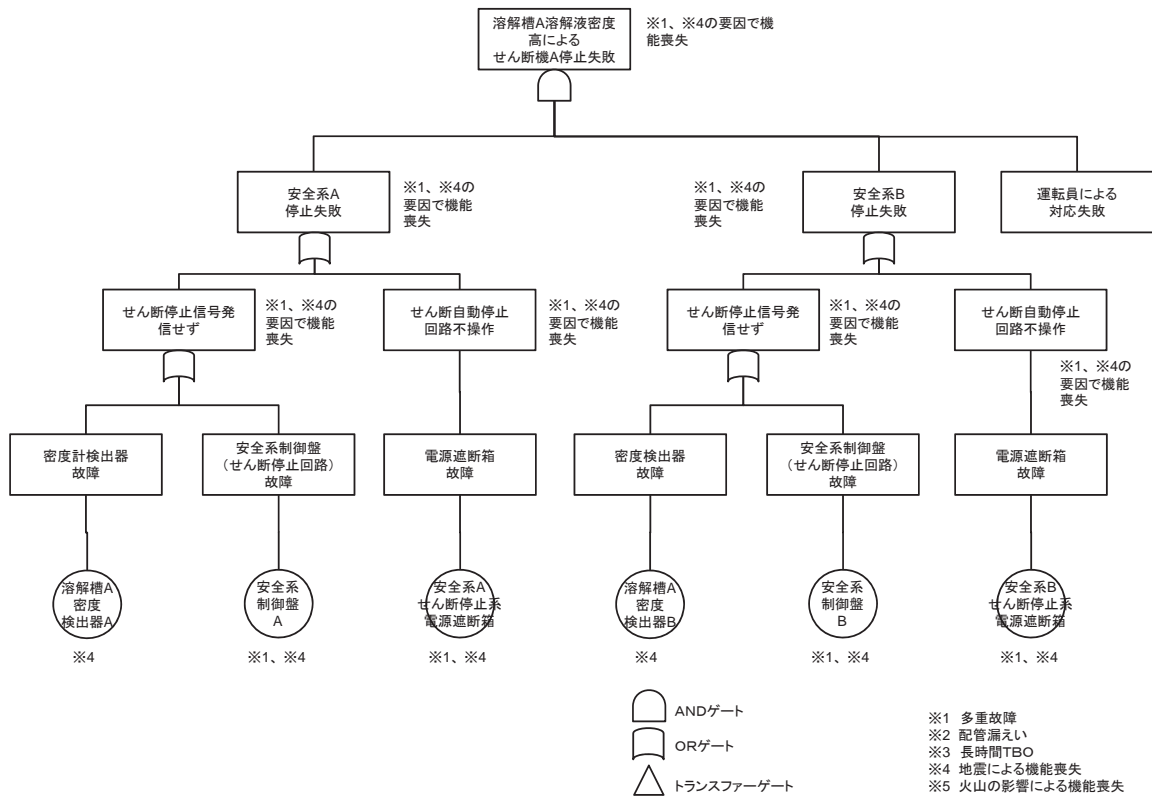 溶解槽A溶解液密度
高による
せん断機A停止失敗
※1、※4の要因で機
能喪失
安全系A
停止失敗
※1、※4の
要因で機能
喪失
※1、※4の
要因で機能
喪失
安全系B
停止失敗
運転員による
対応失敗
せん断停止信号発
信せず
※1、※4の
要因で機能
喪失
せん断自動停止
回路不操作
※1、※4の
要因で機能
喪失
せん断停止信号発
信せず
※1、※4の
要因で機能
喪失
せん断自動停止
回路不操作
※1、※4の
要因で機能
喪失
密度計検出器
故障
安全系制御盤
(せん断停止回路)
故障
電源遮断箱
故障
密度検出器
故障
安全系制御盤
(せん断停止回路)
故障
電源遮断箱
故障
溶解槽A
密度
検出器A
安全系
制御盤
A
安全系A
せん断停止系
電源遮断箱
溶解槽A
密度
検出器B
安全系
制御盤
B
安全系B
せん断停止系
電源遮断箱
※4
※1、※4
※1、※4
※4
※1、※4
※1、※4
ANDゲート
ORゲート
トランスファーゲート
※1 多重故障
※2 配管漏えい
※3 長時間TBO
※4 地震による機能喪失
※5 火山の影響による機能喪失